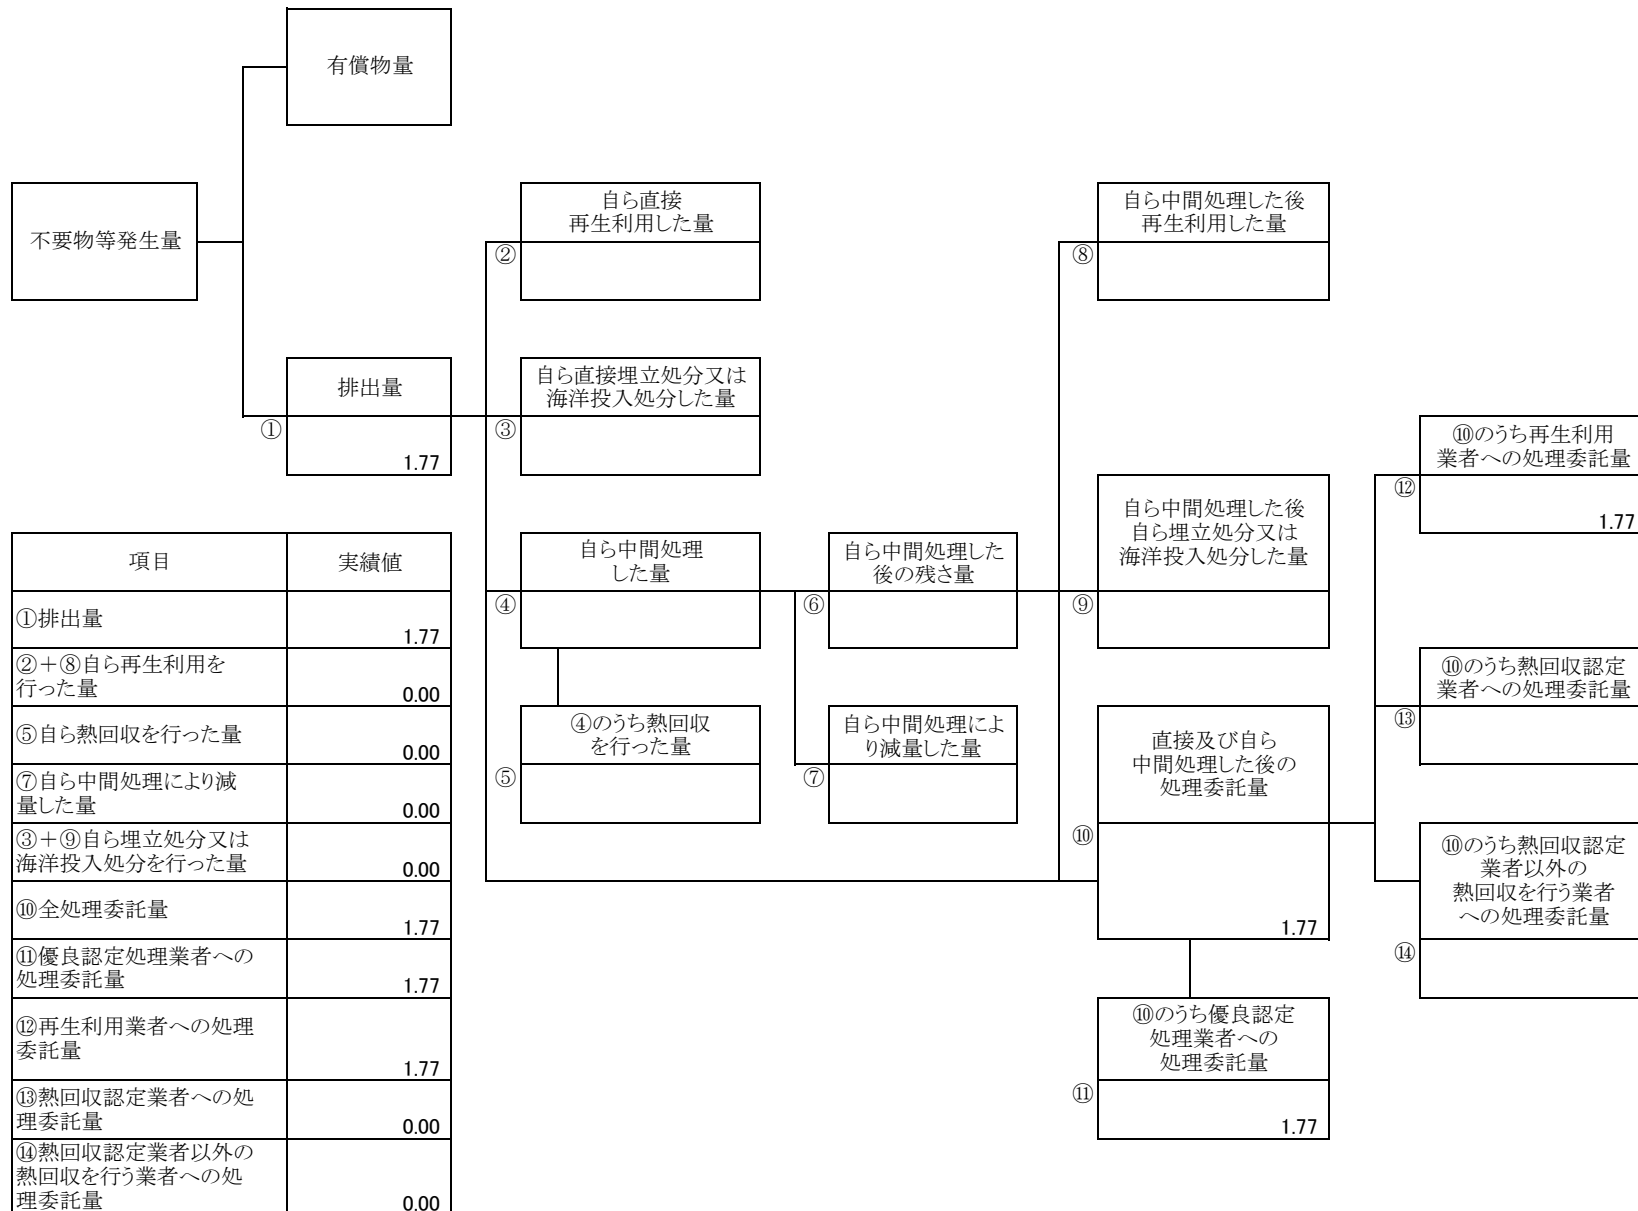 有償物量
不要物等発生量
自ら直接
再生利用した量
②
自ら中間処理した後
再生利用した量
⑧
排出量
①
1.77
自ら直接埋立処分又は
海洋投入処分した量
③
⑩のうち再生利用
業者への処理委託量
⑫
1.77
自ら中間処理
した量
④
自ら中間処理した
後の残さ量
⑥
自ら中間処理した後
自ら埋立処分又は
海洋投入処分した量
⑨
⑩のうち熱回収認定
業者への処理委託量
⑬
④のうち熱回収
を行った量
⑤
自ら中間処理によ
り減量した量
⑦
直接及び自ら
中間処理した後の
処理委託量
⑩
1.77
⑩のうち熱回収認定
業者以外の
熱回収を行う業者
への処理委託量
⑭
⑩のうち優良認定
処理業者への
処理委託量
⑪
1.77
項目 実績値
①排出量
1.77
②+⑧自ら再生利用を
行った量
0.00
⑤自ら熱回収を行った量
0.00
⑦自ら中間処理により減
量した量
0.00
③+⑨自ら埋立処分又は
海洋投入処分を行った量
0.00
⑩全処理委託量
1.77
⑪優良認定処理業者への
処理委託量
1.77
⑫再生利用業者への処理
委託量
1.77
⑬熱回収認定業者への処
理委託量
0.00
⑭熱回収認定業者以外の
熱回収を行う業者への処
理委託量
0.00